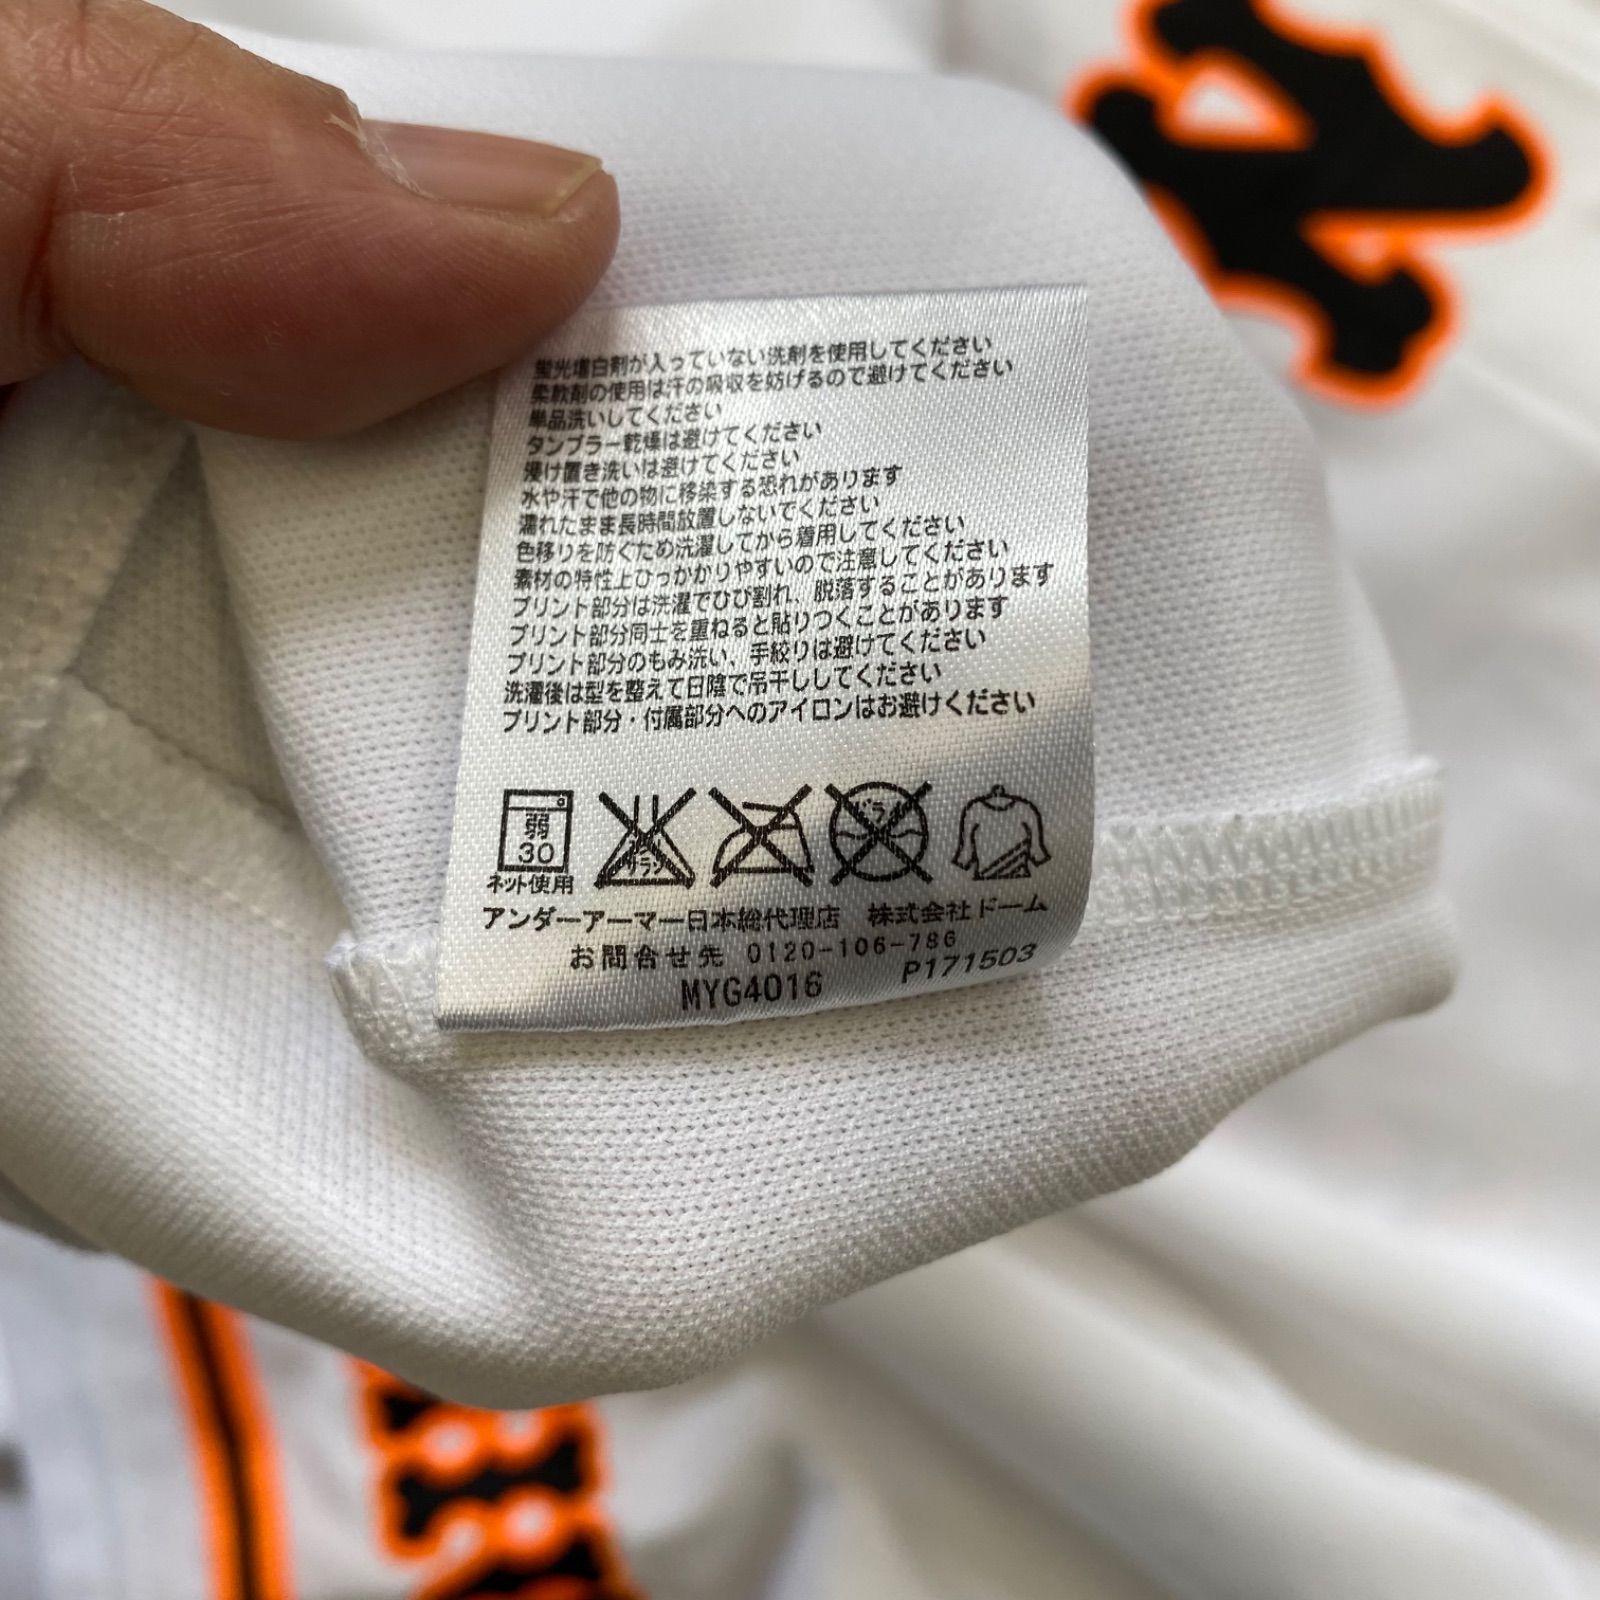 蛍光増白剤が入っていない洗剤を使用してください
柔軟剤の使用は汗の吸収を妨げるので避けてください
単品洗いしてください
タンブラー乾燥は避けてください
浸け置き洗いは避けてください
水や汗で他の物に移染する恐れがあります
濡れたまま長時間放置しないでください
色移りを防ぐため洗濯してから着用してください
素材の特性上ひっかかりやすいので注意してください
プリント部分は洗濯でひび割れ、脱落することがあります
プリント部分同士を重ねると貼りつくことがあります
プリント部分のもみ洗い、手絞りは避けてください
洗濯後は型を整えて日陰で吊干ししてください
プリント部分・付属部分へのアイロンはお避けください
弱
30
エンソサラシ
ドライ
ネット使用
アンダーアーマー日本総代理店 株式会社ドーム
お問合せ先 0120-106-786
MYG4016 P171503